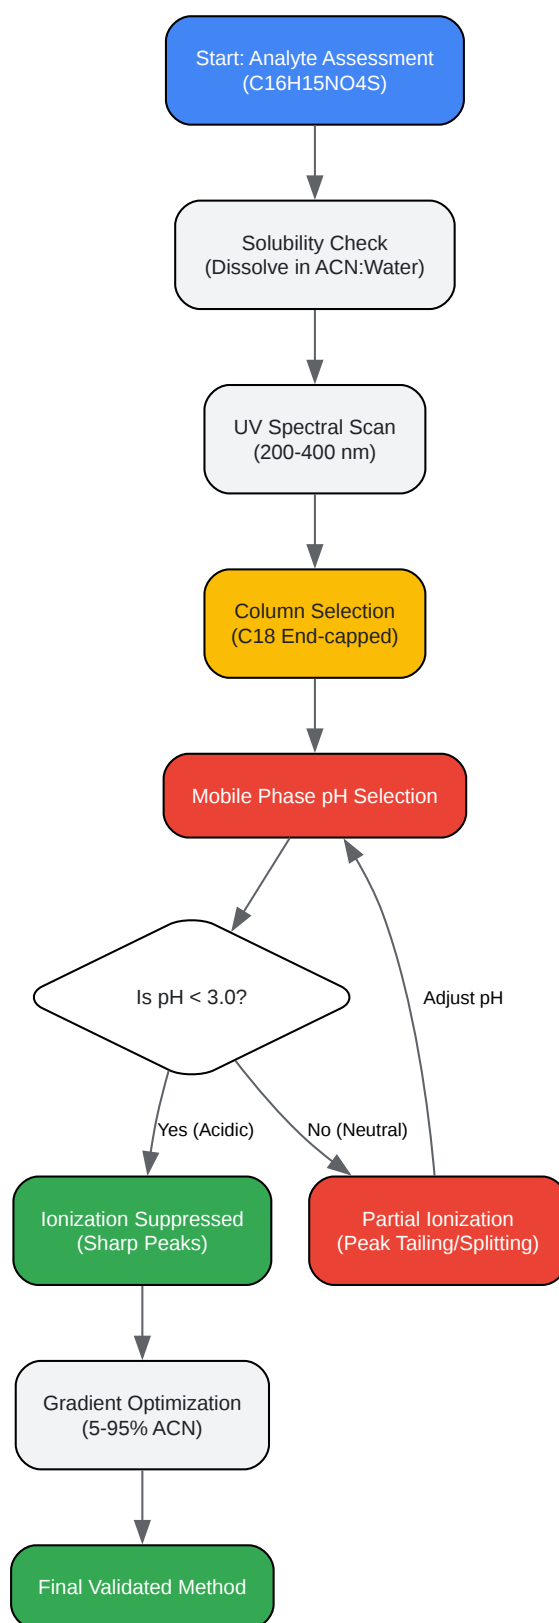 Start: Analyte Assessment
(C16H15NO4S)
Solubility Check
(Dissolve in ACN:Water)
UV Spectral Scan
(200-400 nm)
Column Selection
(C18 End-capped)
Mobile Phase pH Selection
Is pH < 3.0?
Adjust pH
Yes (Acidic)
No (Neutral)
Ionization Suppressed
(Sharp Peaks)
Partial Ionization
(Peak Tailing/Splitting)
Gradient Optimization
(5-95% ACN)
Final Validated Method